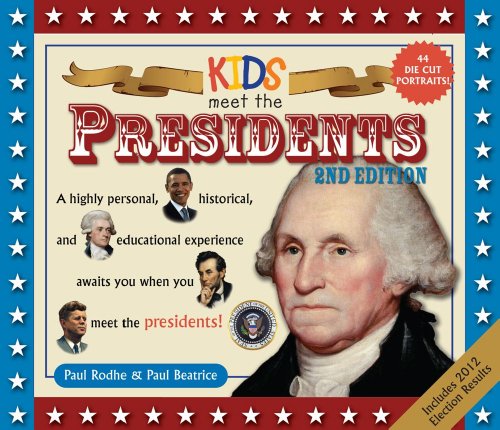 KIDS
meet the
PRESIDENTS
2ND EDITION
44
DIE CUT
PORTRAITS!
A highly personal, historical,
and educational experience
awaits you when you
meet the presidents!
Paul Rodhe & Paul Beatrice
Includes 2012
Election Results